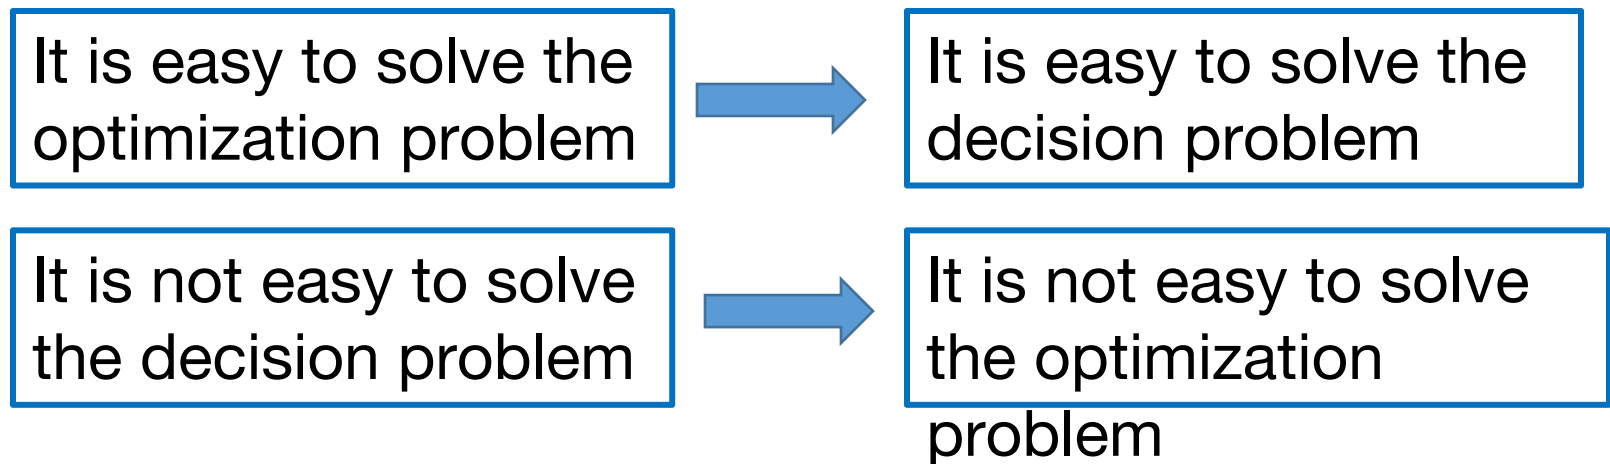 It is easy to solve the
optimization problem
It is easy to solve the
decision problem
It is not easy to solve
the decision problem
It is not easy to solve
the optimization
problem